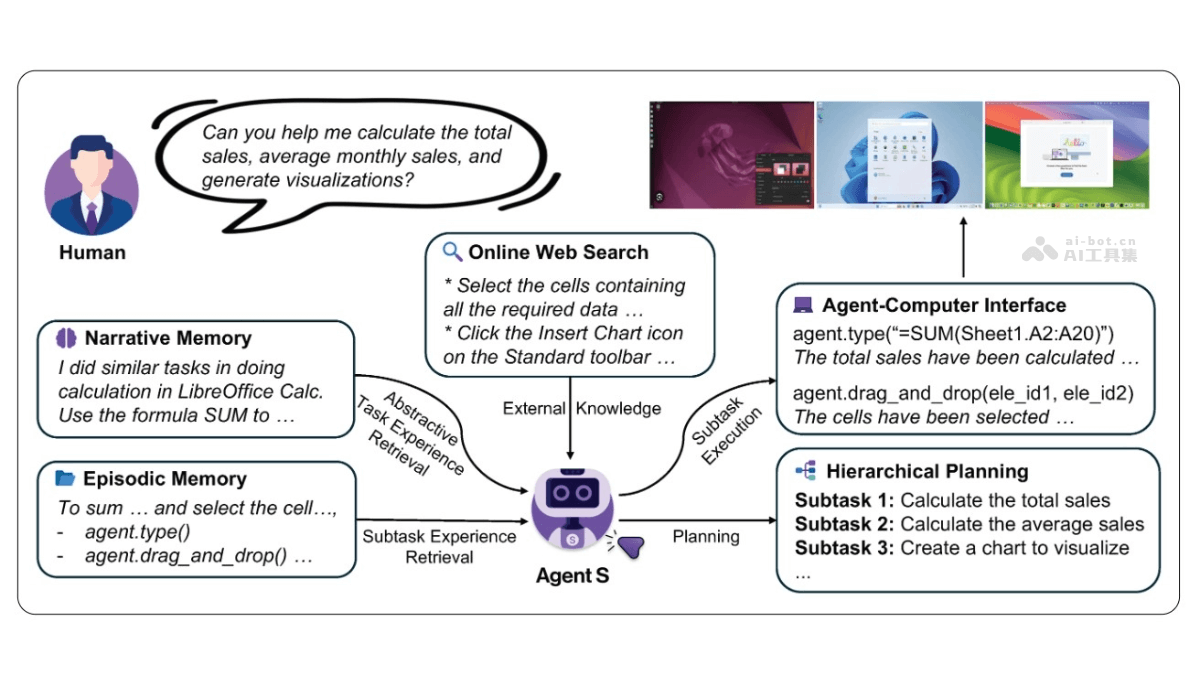 Can you help me calculate the total
sales, average monthly sales, and
generate visualizations?
Human
Online Web Search
* Select the cells containing
all the required data …
* Click the Insert Chart icon
on the Standard toolbar …
ai-bot.cn
AI工具集
Narrative Memory
I did similar tasks in doing
calculation in LibreOffice Calc.
Use the formula SUM to …
Abstractive
Task Experience
Retrieval
External Knowledge
Subtask
Execution
Agent-Computer Interface
agent.type(“=SUM(Sheet1.A2:A20)”)
The total sales have been calculated …
agent.drag_and_drop(ele_id1, ele_id2)
The cells have been selected …
Episodic Memory
To sum … and select the cell…,
- agent.type()
- agent.drag_and_drop() …
Subtask Experience
Retrieval
S
Agent S
Planning
Hierarchical Planning
Subtask 1: Calculate the total sales
Subtask 2: Calculate the average sales
Subtask 3: Create a chart to visualize
...